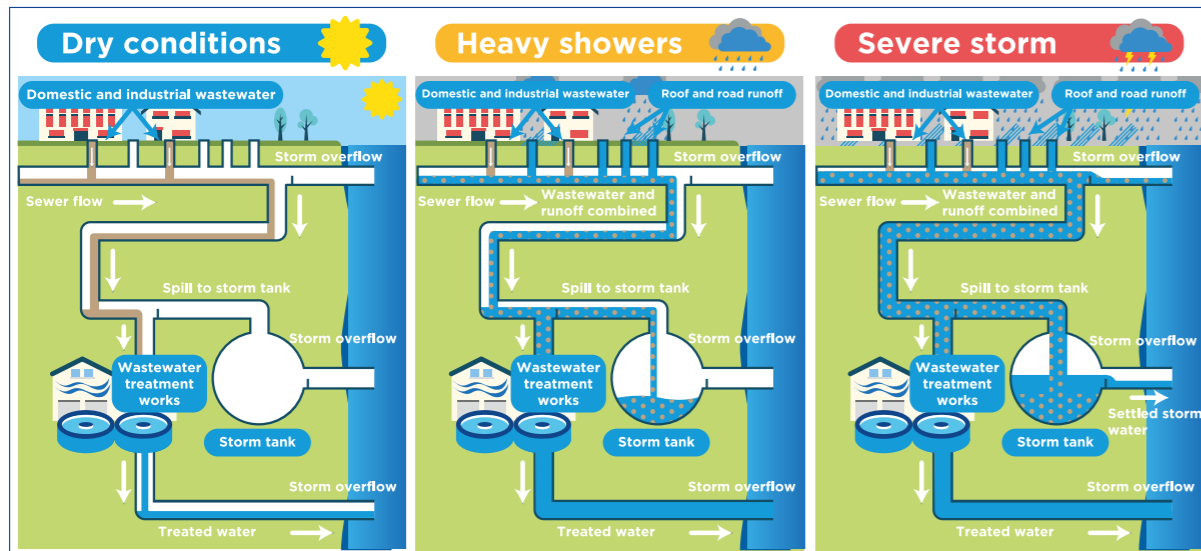 Dry conditions
Domestic and industrial wastewater
Storm overflow
Sewer flow
Spill to storm tank
Storm overflow
Wastewater
treatment
works
Storm tank
Storm overflow
Treated water
Heavy showers
Domestic and industrial wastewater
Roof and road runoff
Storm overflow
Sewer flow
Wastewater and
runoff combined
Spill to storm tank
Storm overflow
Wastewater
treatment
works
Storm tank
Storm overflow
Treated water
Severe storm
Domestic and industrial wastewater
Roof and road runoff
Storm overflow
Sewer flow
Wastewater and
runoff combined
Spill to storm tank
Storm overflow
Wastewater
treatment
works
Settled storm
water
Storm tank
Storm overflow
Treated water